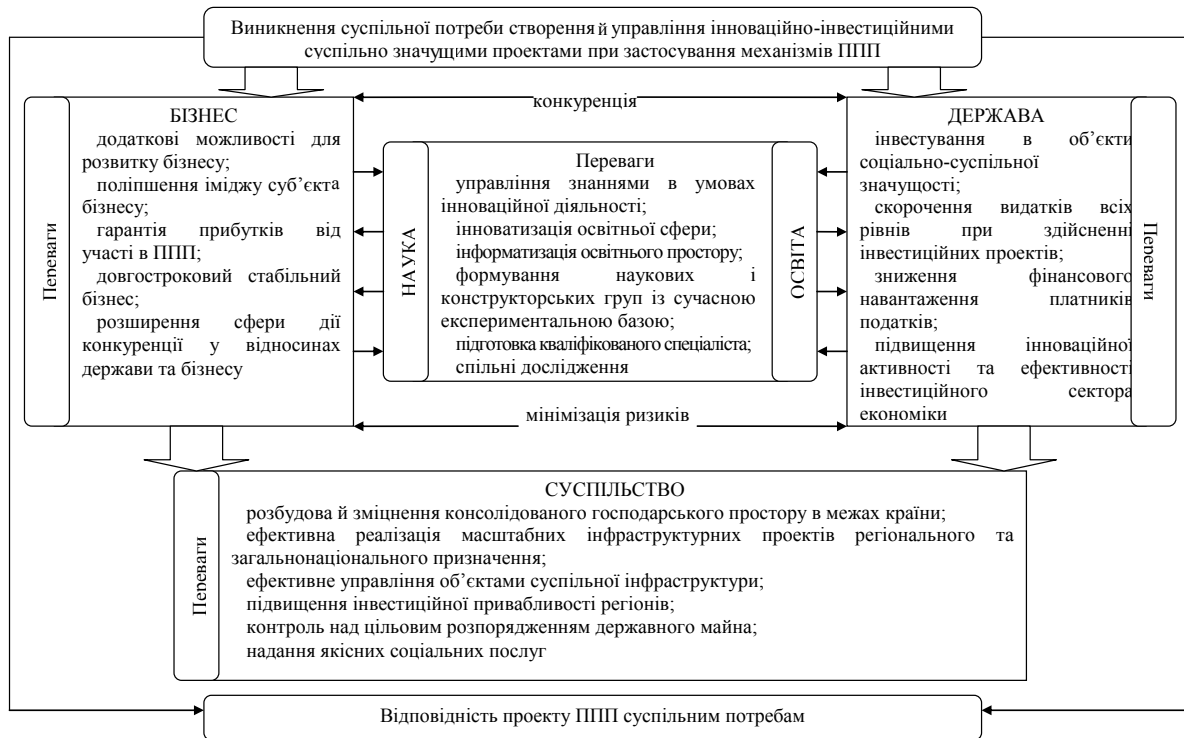 Виникнення суспільної потреби створення й управління інноваційно-інвестиційними
суспільно значущими проектами при застосування механізмів ППП
Переваги
БІЗНЕС
додаткові можливості для
розвитку бізнесу;
поліпшення іміджу суб’єкта
бізнесу;
гарантія прибутків від
участі в ППП;
довгостроковий стабільний
бізнес;
розширення сфери дії
конкуренції у відносинах
держави та бізнесу
конкуренція
НАУКА
Переваги
управління знаннями в умовах
інноваційної діяльності;
інноватизація освітньої сфери;
інформатизація освітнього простору;
формування наукових і
конструкторських груп із сучасною
експериментальною базою;
підготовка кваліфікованого спеціаліста;
спільні дослідження
ОСВІТА
мінімізація ризиків
ДЕРЖАВА
інвестування в об’єкти
соціально-суспільної
значущості;
скорочення видатків всіх
рівнів при здійсненні
інвестиційних проектів;
зниження фінансового
навантаження платників
податків;
підвищення інноваційної
активності та ефективності
інвестиційного сектора
економіки
Переваги
Переваги
СУСПІЛЬСТВО
розбудова й зміцнення консолідованого господарського простору в межах країни;
ефективна реалізація масштабних інфраструктурних проектів регіонального та
загальнонаціонального призначення;
ефективне управління об’єктами суспільної інфраструктури;
підвищення інвестиційної привабливості регіонів;
контроль над цільовим розпорядженням державного майна;
надання якісних соціальних послуг
Відповідність проекту ППП суспільним потребам